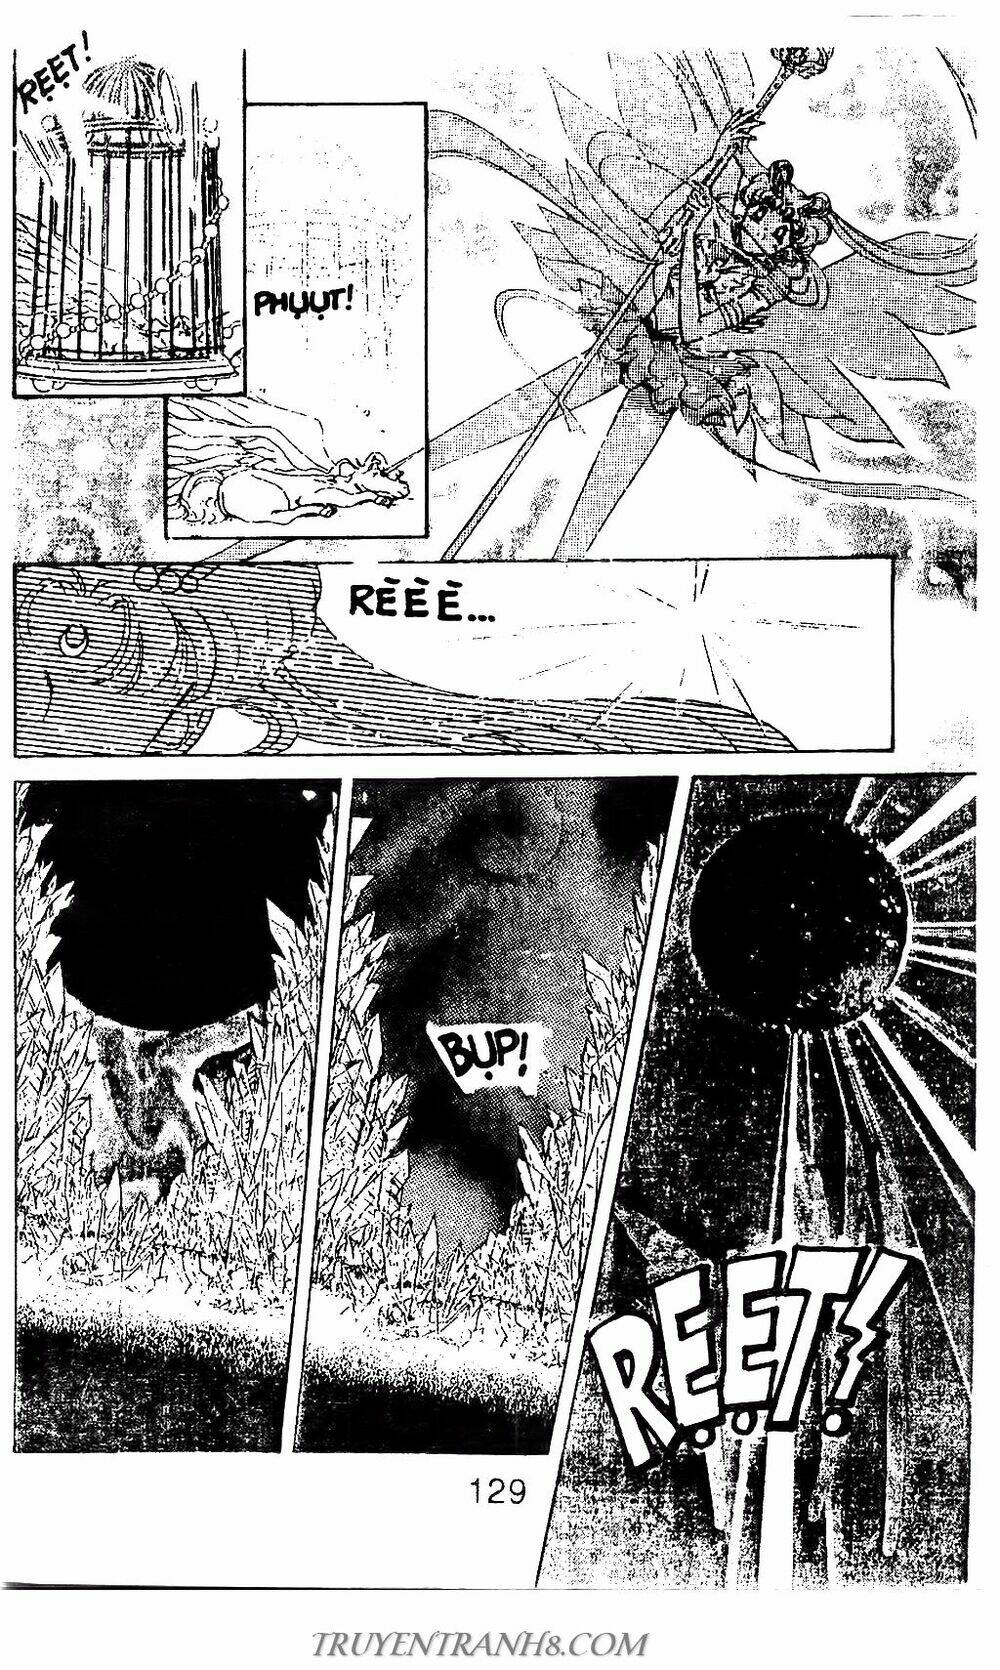 RẸẸT!
PHỤỤT!
RÈÈÈ...
BỤP!
RẸẸT!
129
TRUYENTRANH8.COM